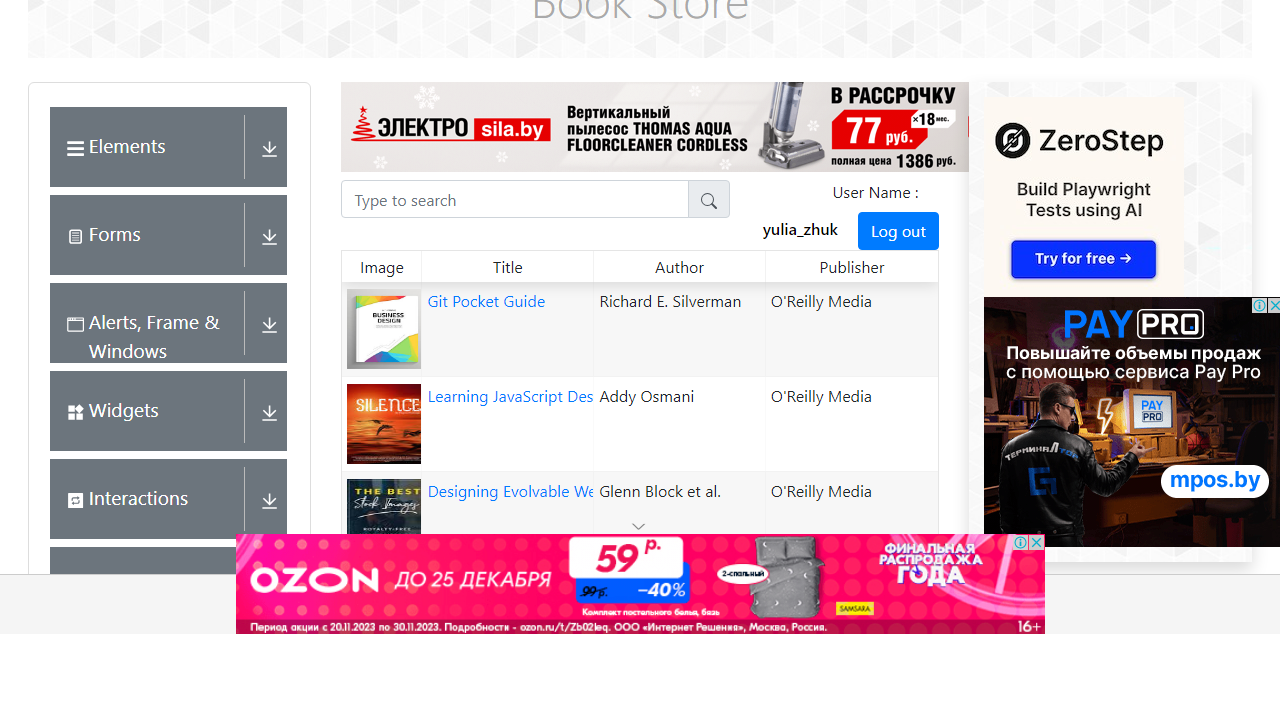 Book Store
Elements
Forms
Alerts, Frame &
Windows
Widgets
Interactions
ЭЛЕКТРО sila.by
Вертикальный
пылесос THOMAS AQUA
FLOORCLEANER CORDLESS
В РАССРОЧКУ
77 руб. ×18 мес.
полная цена 1386 руб.
Type to search
User Name :
yulia_zhuk
Log out
Image Title Author Publisher
BUSINESS
DESIGN
Git Pocket Guide Richard E. Silverman O'Reilly Media
SILENCE
Learning JavaScript Des Addy Osmani O'Reilly Media
THE BEST
Stock Images
ROYALTY-FREE
Designing Evolvable We Glenn Block et al. O'Reilly Media
ZeroStep
Build Playwright
Tests using AI
Try for free →
PAY PRO
Повышайте объемы продаж
с помощью сервиса Pay Pro
PAY
PRO
mpos.by
OZON ДО 25 ДЕКАБРЯ
59 р.
99 р. −40%
Комплект постельного белья, бязь
2-спальный
SAMSARA
ФИНАЛЬНАЯ
РАСПРОДАЖА
ГОДА
Период акции с 20.11.2023 по 30.11.2023. Подробности - ozon.ru/t/Zb02leq. ООО «Интернет Решения», Москва, Россия.
16+